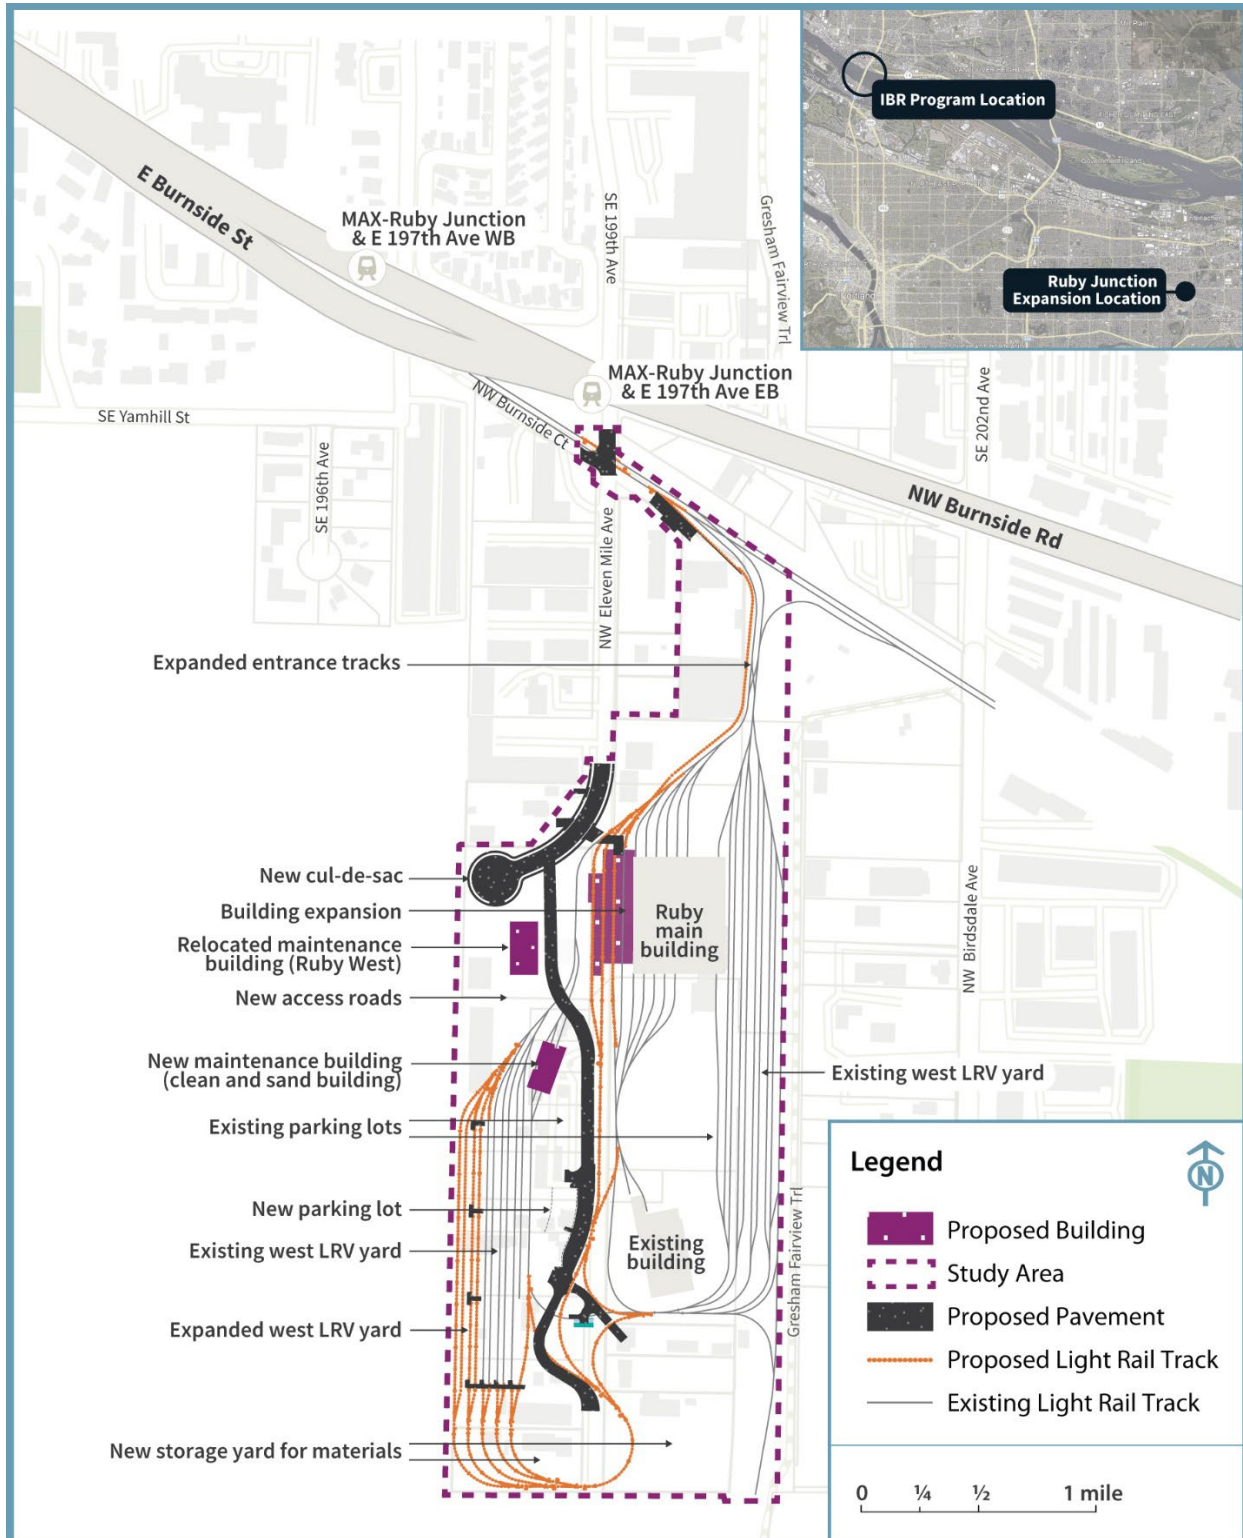 IBR Program Location
Government Island
Portland
Ruby Junction
Expansion Location
E Burnside St
MAX-Ruby Junction
& E 197th Ave WB
SE 199th Ave
Gresham Fairview Trl
MAX-Ruby Junction
& E 197th Ave EB
SE Yamhill St
NW Burnside Ct
SE 196th Ave
SE 202nd Ave
NW Burnside Rd
NW Eleven Mile Ave
Expanded entrance tracks
New cul-de-sac
Building expansion
Ruby
main
building
Relocated maintenance
building (Ruby West)
New access roads
NW Birdsdale Ave
New maintenance building
(clean and sand building)
Existing west LRV yard
Existing parking lots
New parking lot
Existing west LRV yard
Existing
building
Gresham Fairview Trl
Expanded west LRV yard
New storage yard for materials
Legend
N
Proposed Building
Study Area
Proposed Pavement
Proposed Light Rail Track
Existing Light Rail Track
0 ¼ ½ 1 mile